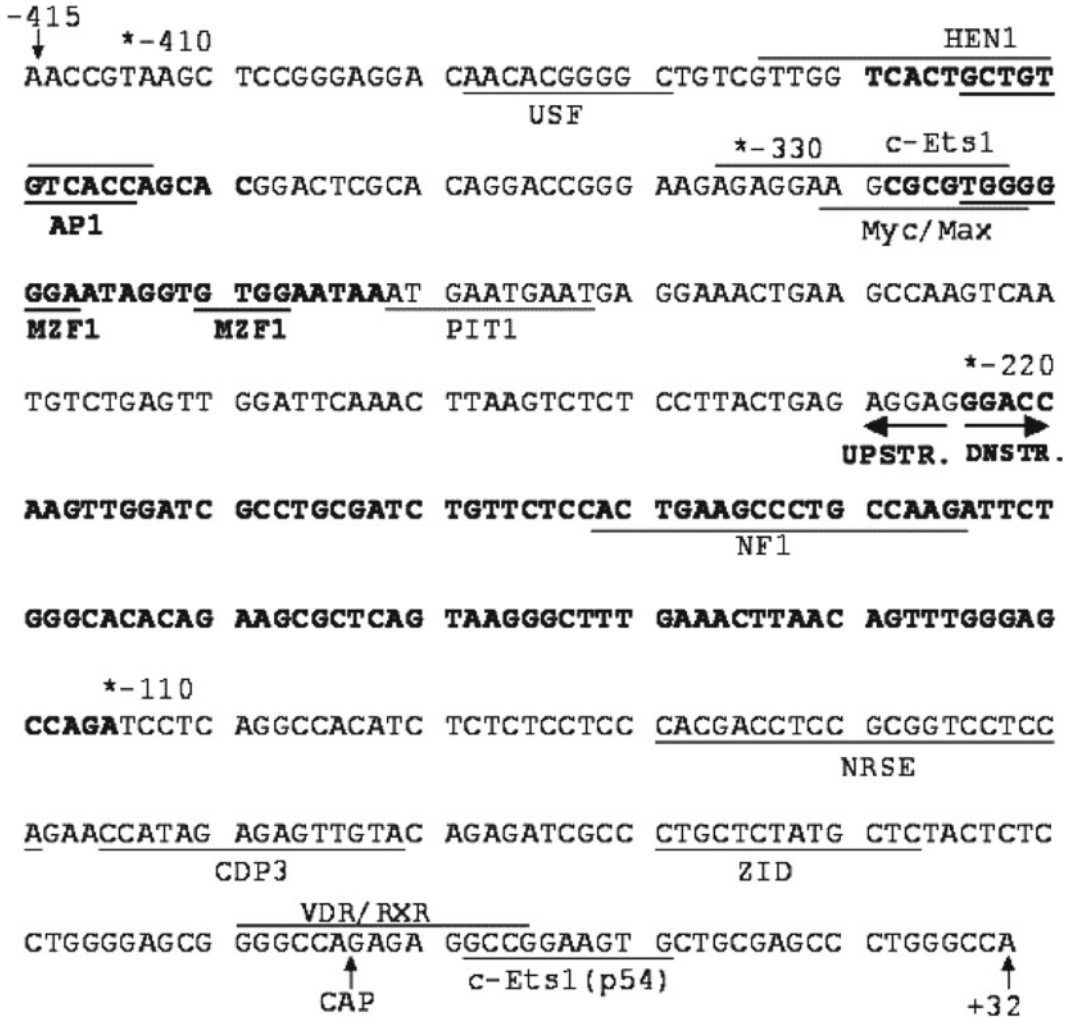 -415
*-410
HEN1
AACCGTAAGC TCCGGGAGGA CAACACGGGG CTGTCGTTGG TCACTGCTGT
USF
*-330 c-Ets1
GTCACCAGCA CGGACTCGCA CAGGACCGGG AAGAGAGGAA GCGCGTGGGG
AP1 Myc/Max
GGAATAGGTG TGGAATAAAT GAATGAATGA GGAAACTGAA GCCAAGTCAA
MZF1 MZF1 PIT1
*-220
TGTCTGAGTT GGATTCAAAC TTAAGTCTCT CCTTACTGAG AGGAGGGACC
UPSTR. DNSTR.
AAGTTGGATC GCCTGCGATC TGTTCTCCAC TGAAGCCCTG CCAAGATTCT
NF1
GGGCACACAG AAGCGCTCAG TAAGGGCTTT GAAACTTAAC AGTTTGGGAG
*-110
CCAGATCCTC AGGCCACATC TCTCTCCTCC CACGACCTCC GCGGTCCTCC
NRSE
AGAACCATAG AGAGTTGTAC AGAGATCGCC CTGCTCTATG CTCTACTCTC
CDP3 ZID
VDR/RXR
CTGGGGAGCG GGGCCAGAGA GGCCGGAAGT GCTGCGAGCC CTGGGCCA
CAP c-Ets1(p54) +32